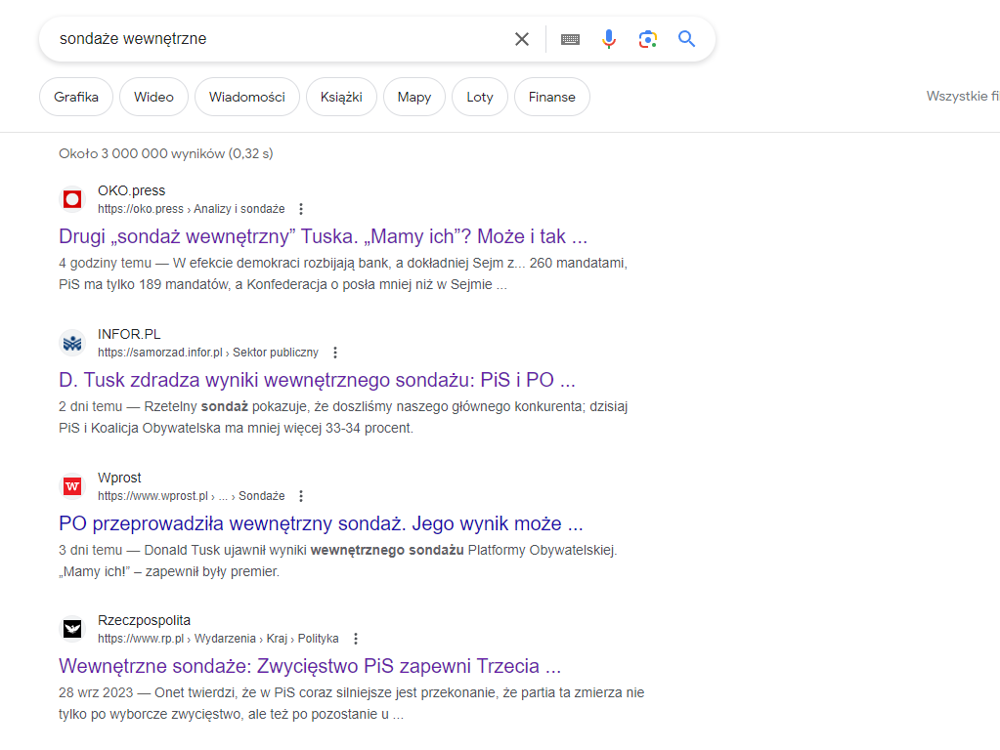 sondaże wewnętrzne
Grafika
Wideo
Wiadomości
Książki
Mapy
Loty
Finanse
Wszystkie fi
Około 3 000 000 wyników (0,32 s)
OKO.press
https://oko.press › Analizy i sondaże
Drugi „sondaż wewnętrzny” Tuska. „Mamy ich”? Może i tak ...
4 godziny temu — W efekcie demokraci rozbijają bank, a dokładniej Sejm z... 260 mandatami,
PiS ma tylko 189 mandatów, a Konfederacja o posła mniej niż w Sejmie ...
INFOR.PL
https://samorzad.infor.pl › Sektor publiczny
D. Tusk zdradza wyniki wewnętrznego sondażu: PiS i PO ...
2 dni temu — Rzetelny sondaż pokazuje, że doszliśmy naszego głównego konkurenta; dzisiaj
PiS i Koalicja Obywatelska ma mniej więcej 33-34 procent.
W
Wprost
https://www.wprost.pl › ... › Sondaże
PO przeprowadziła wewnętrzny sondaż. Jego wynik może ...
3 dni temu — Donald Tusk ujawnił wyniki wewnętrznego sondażu Platformy Obywatelskiej.
„Mamy ich!” – zapewnił były premier.
Rzeczpospolita
https://www.rp.pl › Wydarzenia › Kraj › Polityka
Wewnętrzne sondaże: Zwycięstwo PiS zapewni Trzecia ...
28 wrz 2023 — Onet twierdzi, że w PiS coraz silniejsze jest przekonanie, że partia ta zmierza nie
tylko po wyborcze zwycięstwo, ale też po pozostanie u ...